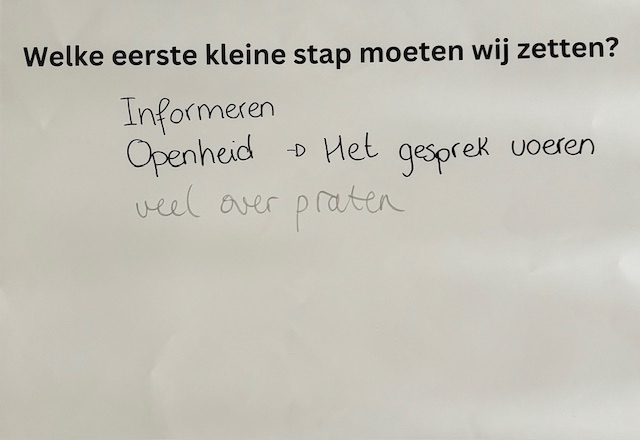 Welke eerste kleine stap moeten wij zetten?
Informeren
Openheid → Het gesprek voeren
veel over praten